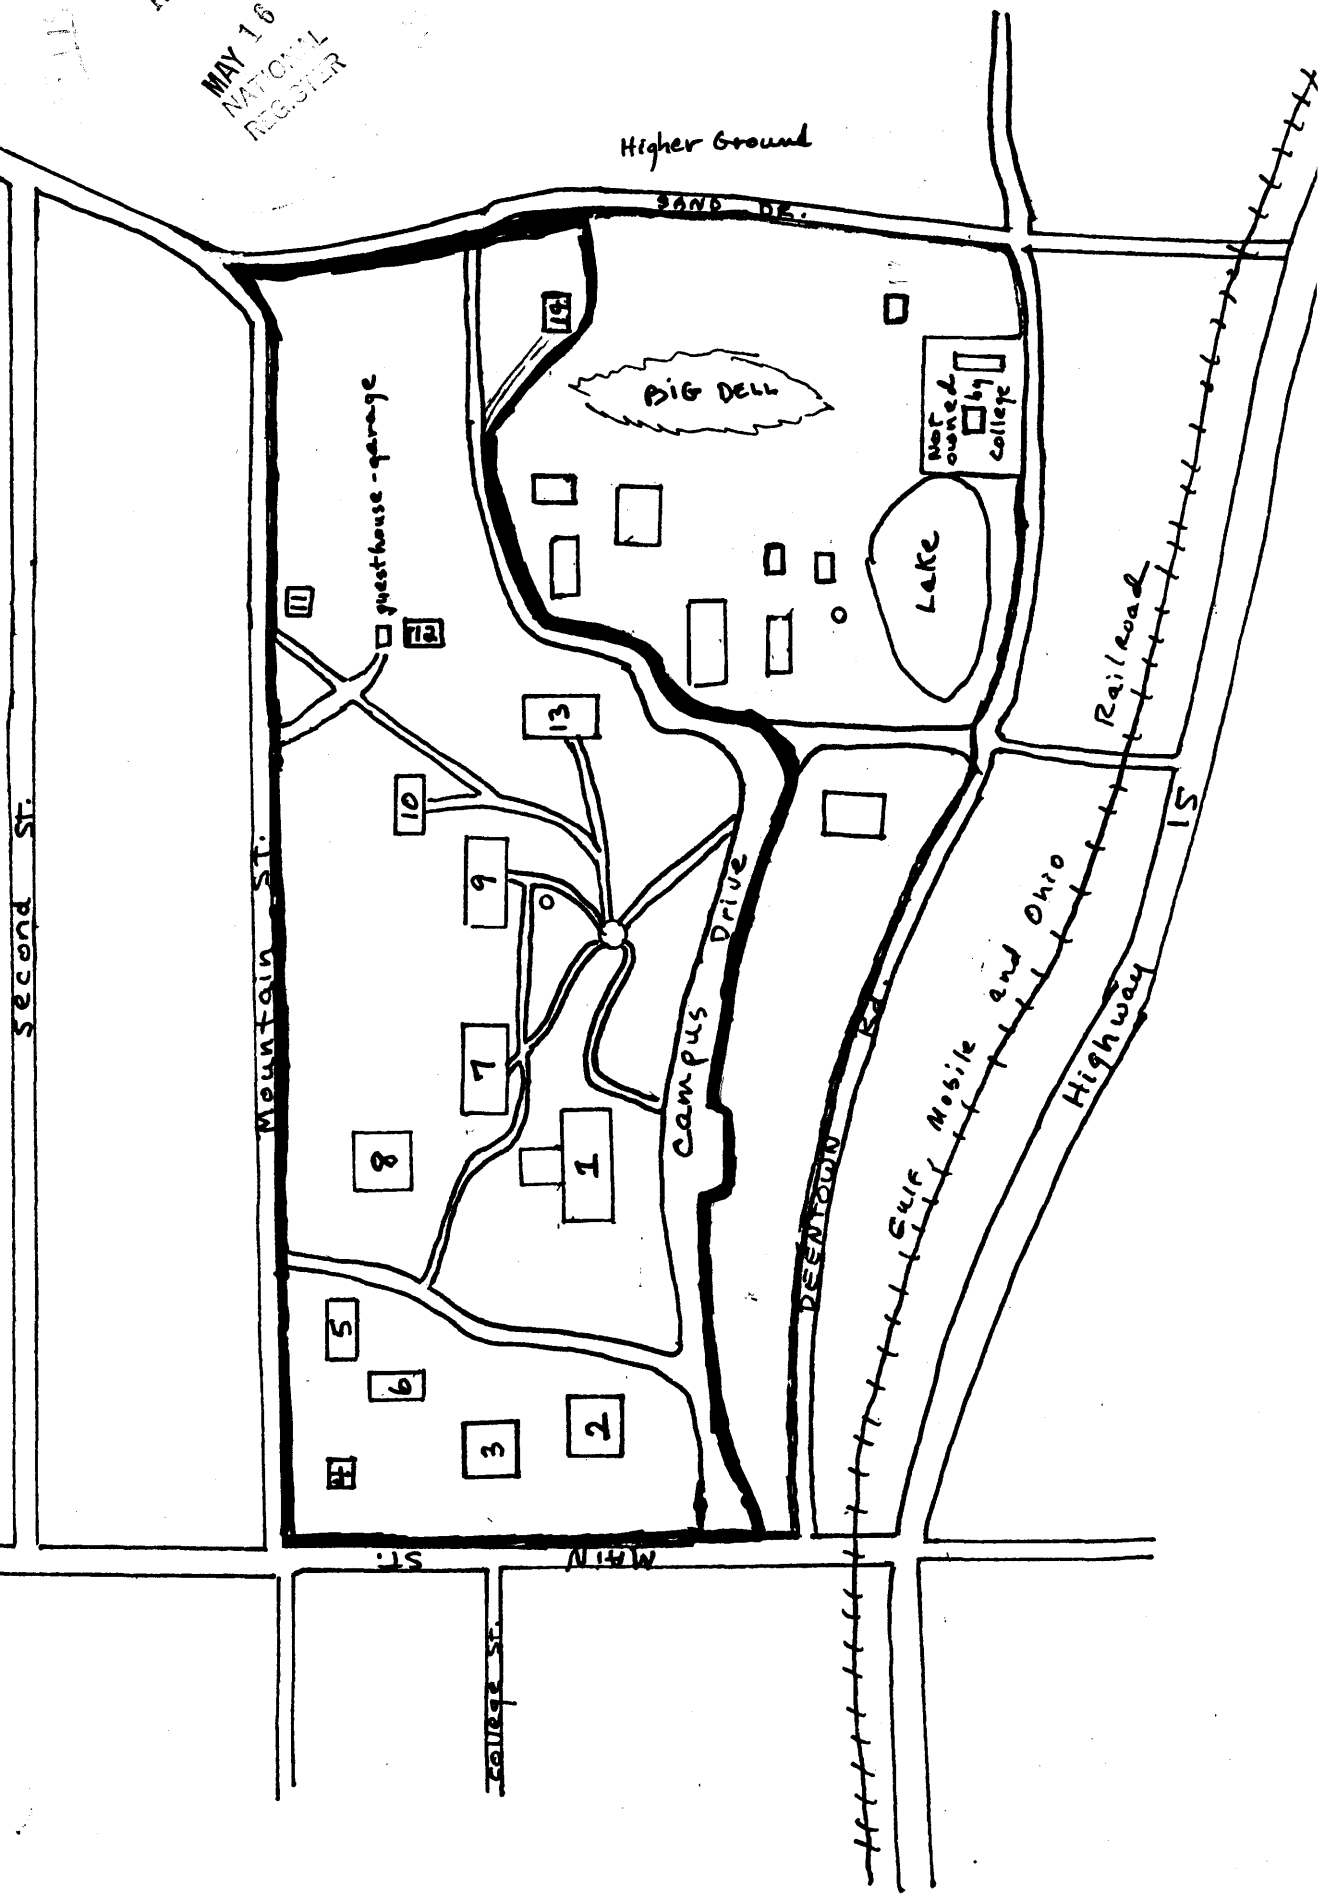 MAY 16
NATIONAL
REGISTER
Higher Ground
SAND DR.
14
BIG DELL
Not
owned
by
college
guesthouse-garage
11
12
Lake
13
10
9
Railroad
15
Second St.
Mountain St.
Campus Drive
Gulf, Mobile and Ohio
Highway
7
8
1
DEENTOWN Rd.
5
6
2
3
4
MAIN ST.
College St.